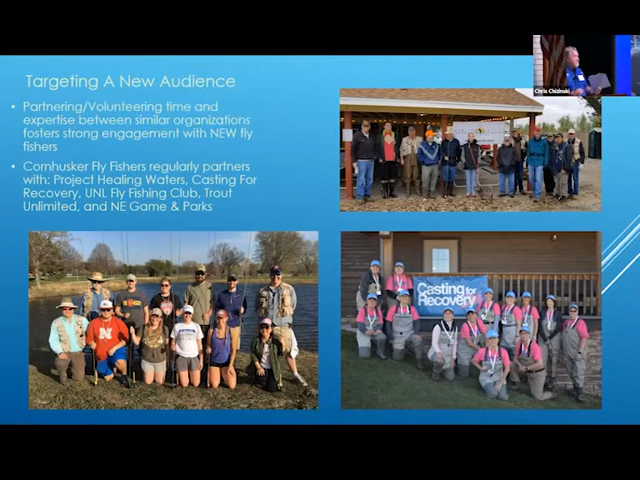 Targeting A New Audience
• Partnering/Volunteering time and
expertise between similar organizations
fosters strong engagement with NEW fly
fishers
• Cornhusker Fly Fishers regularly partners
with: Project Healing Waters, Casting For
Recovery, UNL Fly Fishing Club, Trout
Unlimited, and NE Game & Parks
Chris Chizinski
Casting for
Recovery
N